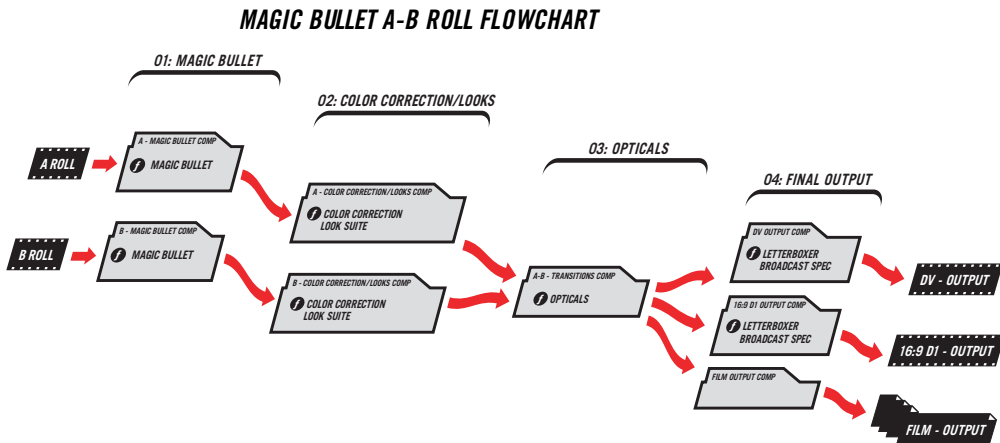 MAGIC BULLET A-B ROLL FLOWCHART
01: MAGIC BULLET
02: COLOR CORRECTION/LOOKS
03: OPTICALS
04: FINAL OUTPUT
A ROLL
A - MAGIC BULLET COMP
f MAGIC BULLET
B ROLL
B - MAGIC BULLET COMP
f MAGIC BULLET
A - COLOR CORRECTION/LOOKS COMP
f COLOR CORRECTION
LOOK SUITE
B - COLOR CORRECTION/LOOKS COMP
f COLOR CORRECTION
LOOK SUITE
A-B - TRANSITIONS COMP
f OPTICALS
DV OUTPUT COMP
f LETTERBOXER
BROADCAST SPEC
DV - OUTPUT
16:9 D1 OUTPUT COMP
f LETTERBOXER
BROADCAST SPEC
16:9 D1 - OUTPUT
FILM OUTPUT COMP
FILM - OUTPUT